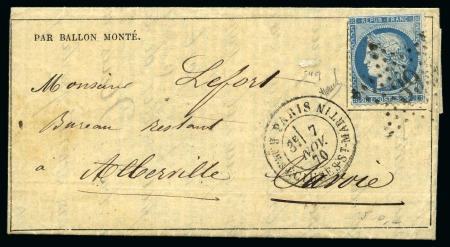 PAR BALLON MONTÉ.
REPUB. FRANC.
Monsieur Lefort
Bureau restant
à Albertville
Savoie
PARIS
7
NOV.
70